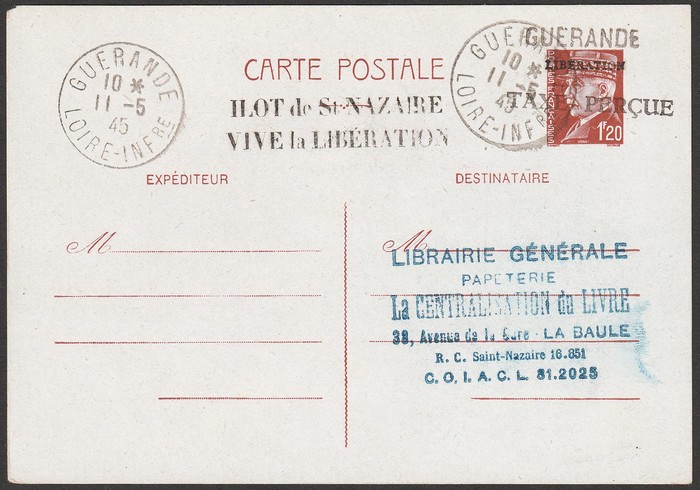 GUERANDE
10 *
11 -5
45
LOIRE-INFRE
GUERANDE
10 *
11 -5
45
LOIRE-INFRE
GUERANDE
LIBERATION
TAXE PERÇUE
POSTES FRANÇAISES
1F20
CARTE POSTALE
ILOT de St-NAZAIRE
VIVE la LIBÉRATION
EXPÉDITEUR
DESTINATAIRE
M
M
LIBRAIRIE GÉNÉRALE
PAPETERIE
La CENTRALISATION du LIVRE
38, Avenue de la Gare - LA BAULE
R. C. Saint-Nazaire 16.851
C. O. I. A. C. L. 31.2025